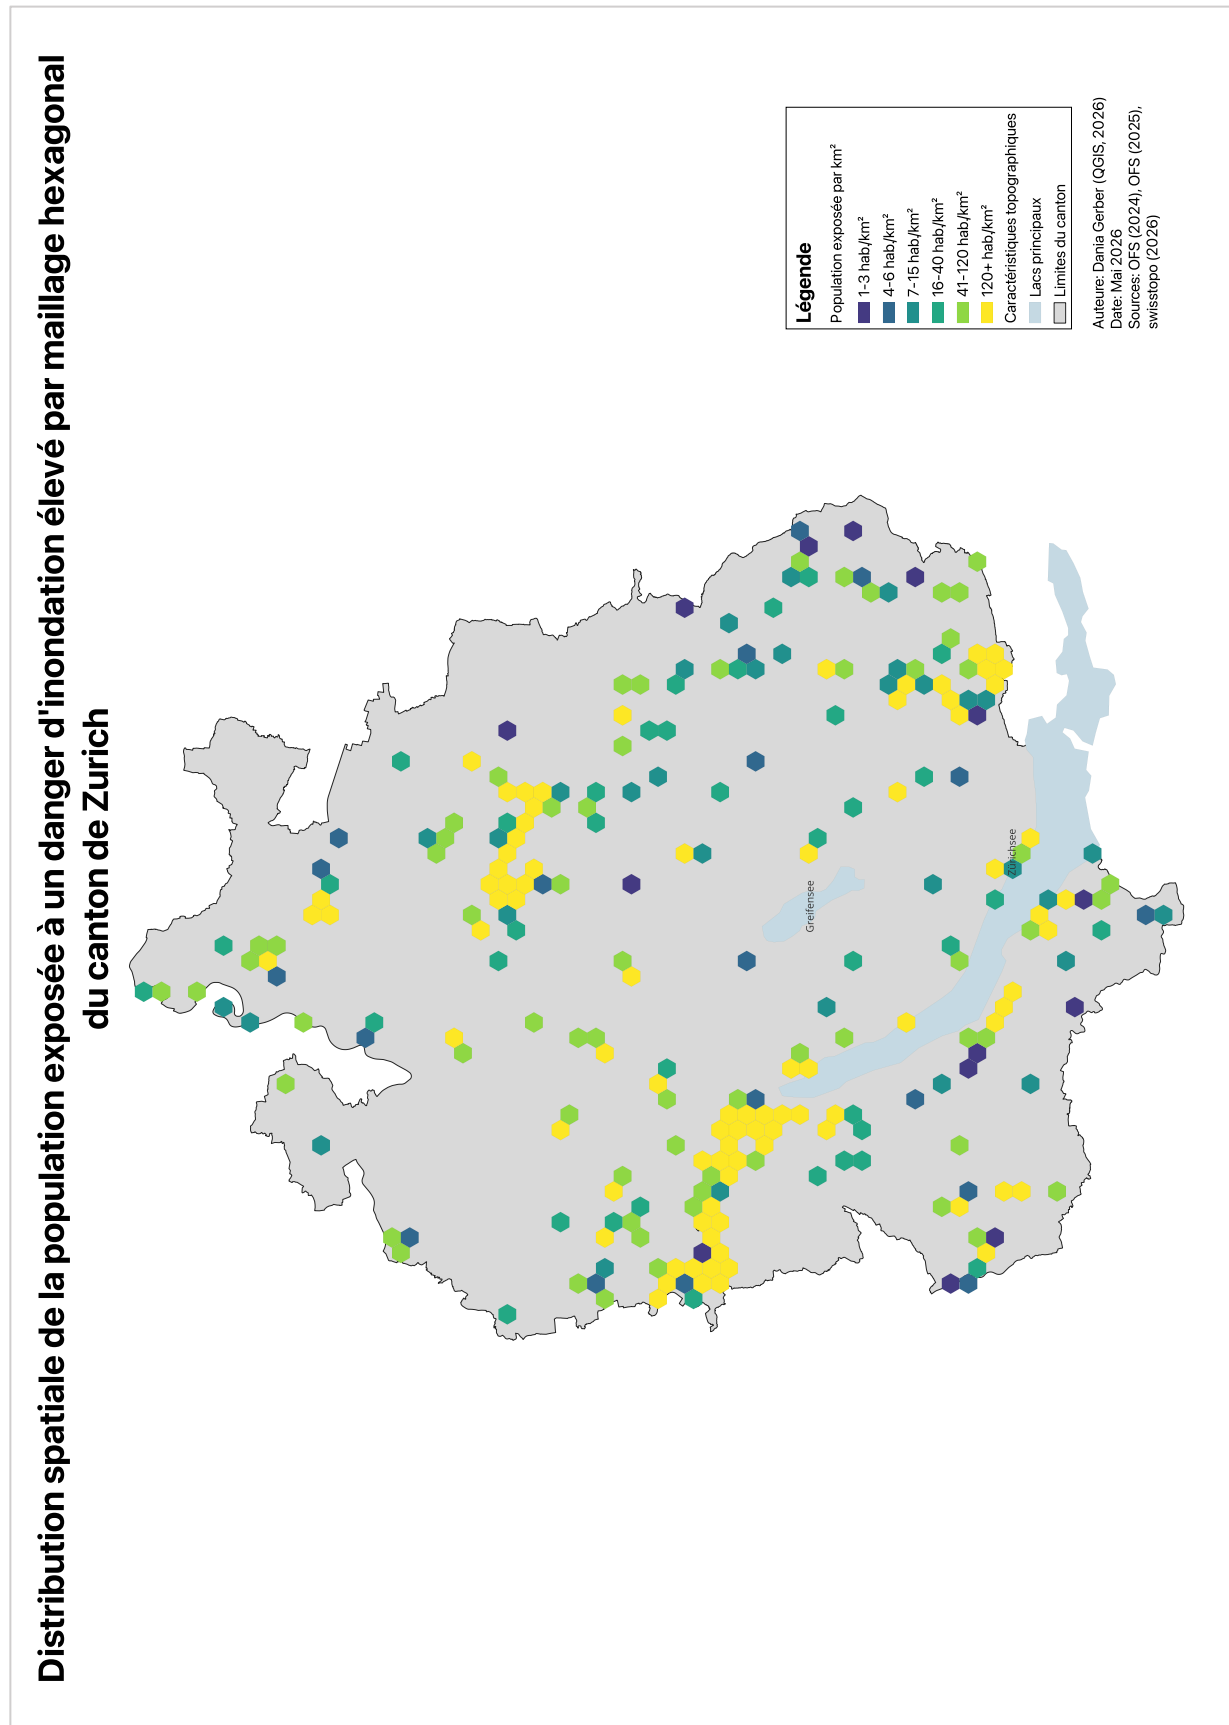 Distribution spatiale de la population exposée à un danger d'inondation élevé par maillage hexagonal
du canton de Zurich
Greifensee
Zürichsee
Légende
Population exposée par km²
1-3 hab/km²
4-6 hab/km²
7-15 hab/km²
16-40 hab/km²
41-120 hab/km²
120+ hab/km²
Caractéristiques topographiques
Lacs principaux
Limites du canton
Auteure: Dania Gerber (QGIS, 2026)
Date: Mai 2026
Sources: OFS (2024), OFS (2025),
swisstopo (2026)